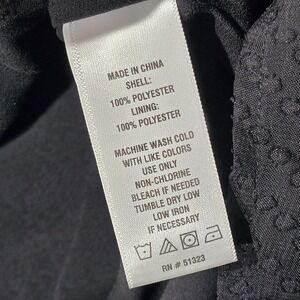 MADE IN CHINA
SHELL:
100% POLYESTER
LINING:
100% POLYESTER
MACHINE WASH COLD
WITH LIKE COLORS
USE ONLY
NON-CHLORINE
BLEACH IF NEEDED
TUMBLE DRY LOW
LOW IRON
IF NECESSARY
RN # 51323